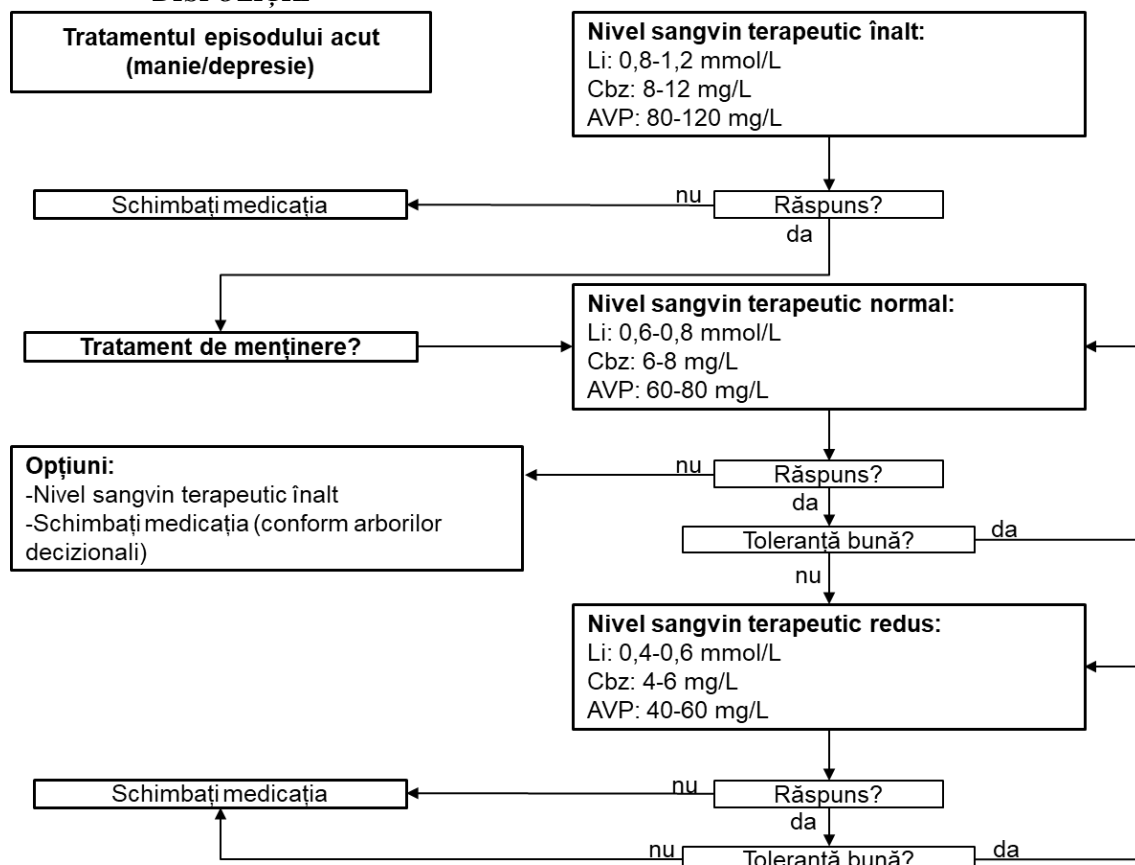 Tratamentul episodului acut
(manie/depresie)
Nivel sangvin terapeutic înalt:
Li: 0,8-1,2 mmol/L
Cbz: 8-12 mg/L
AVP: 80-120 mg/L
Schimbați medicația
nu
Răspuns?
da
Tratament de menținere?
Nivel sangvin terapeutic normal:
Li: 0,6-0,8 mmol/L
Cbz: 6-8 mg/L
AVP: 60-80 mg/L
Opțiuni:
-Nivel sangvin terapeutic înalt
-Schimbați medicația (conform arborilor
decizionali)
nu
Răspuns?
da
Toleranță bună?
da
nu
Nivel sangvin terapeutic redus:
Li: 0,4-0,6 mmol/L
Cbz: 4-6 mg/L
AVP: 40-60 mg/L
Schimbați medicația
nu
Răspuns?
da
nu
Toleranță bună?
da